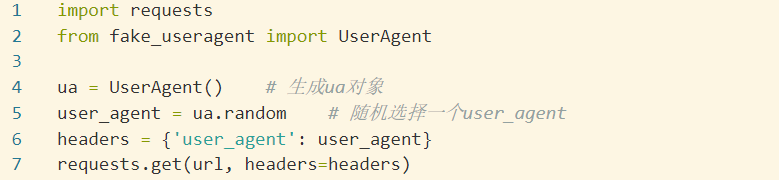 1 import requests
2 from fake_useragent import UserAgent
3
4 ua = UserAgent()    # 生成ua对象
5 user_agent = ua.random    # 随机选择一个user_agent
6 headers = {'user_agent': user_agent}
7 requests.get(url, headers=headers)